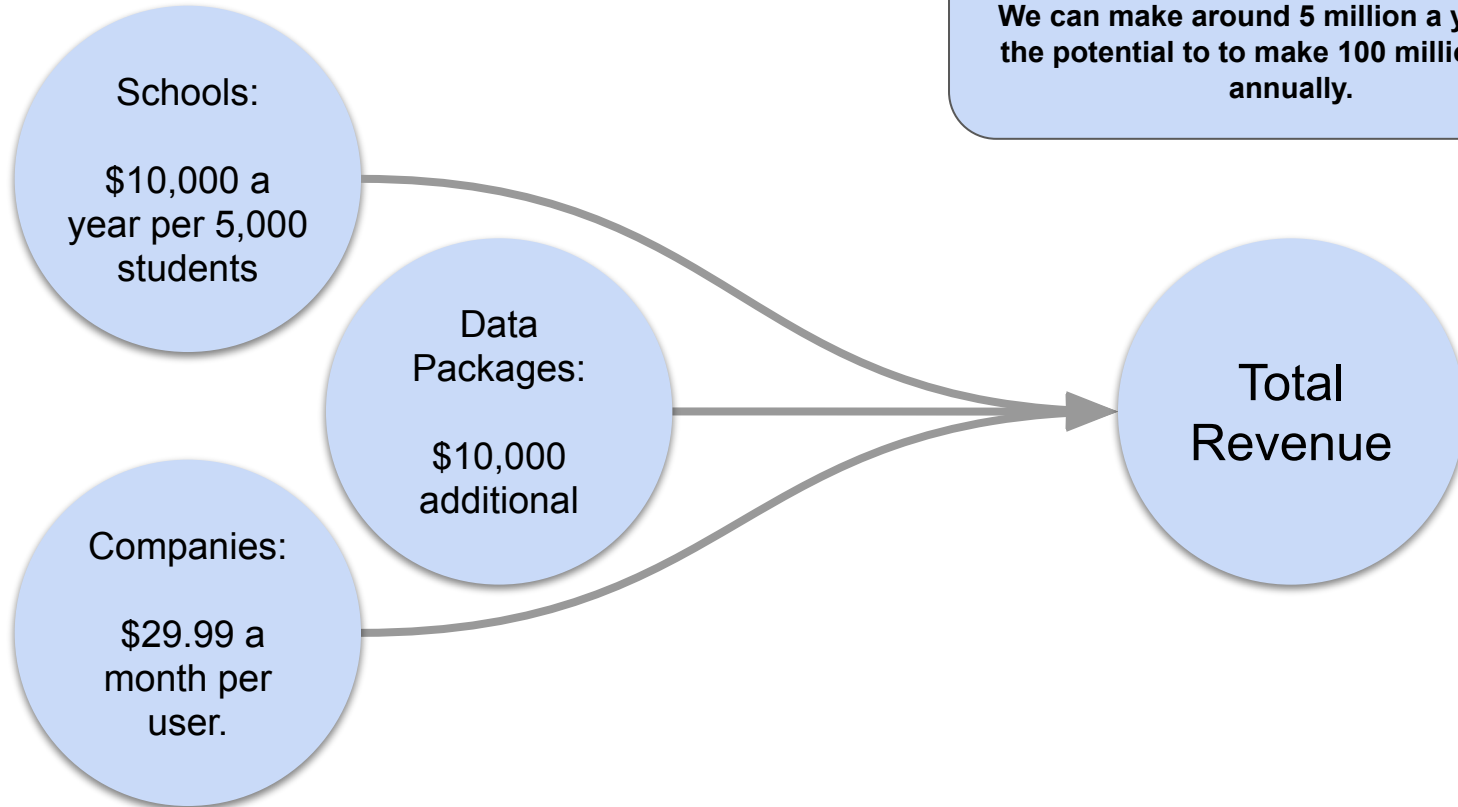 We can make around 5 million a
the potential to to make 100
annually.
Schools:
$10,000 a
year per 5,000
students
Data
Packages:
$10,000
additional
Companies:
$29.99 a
month per
user.
Total
Revenue